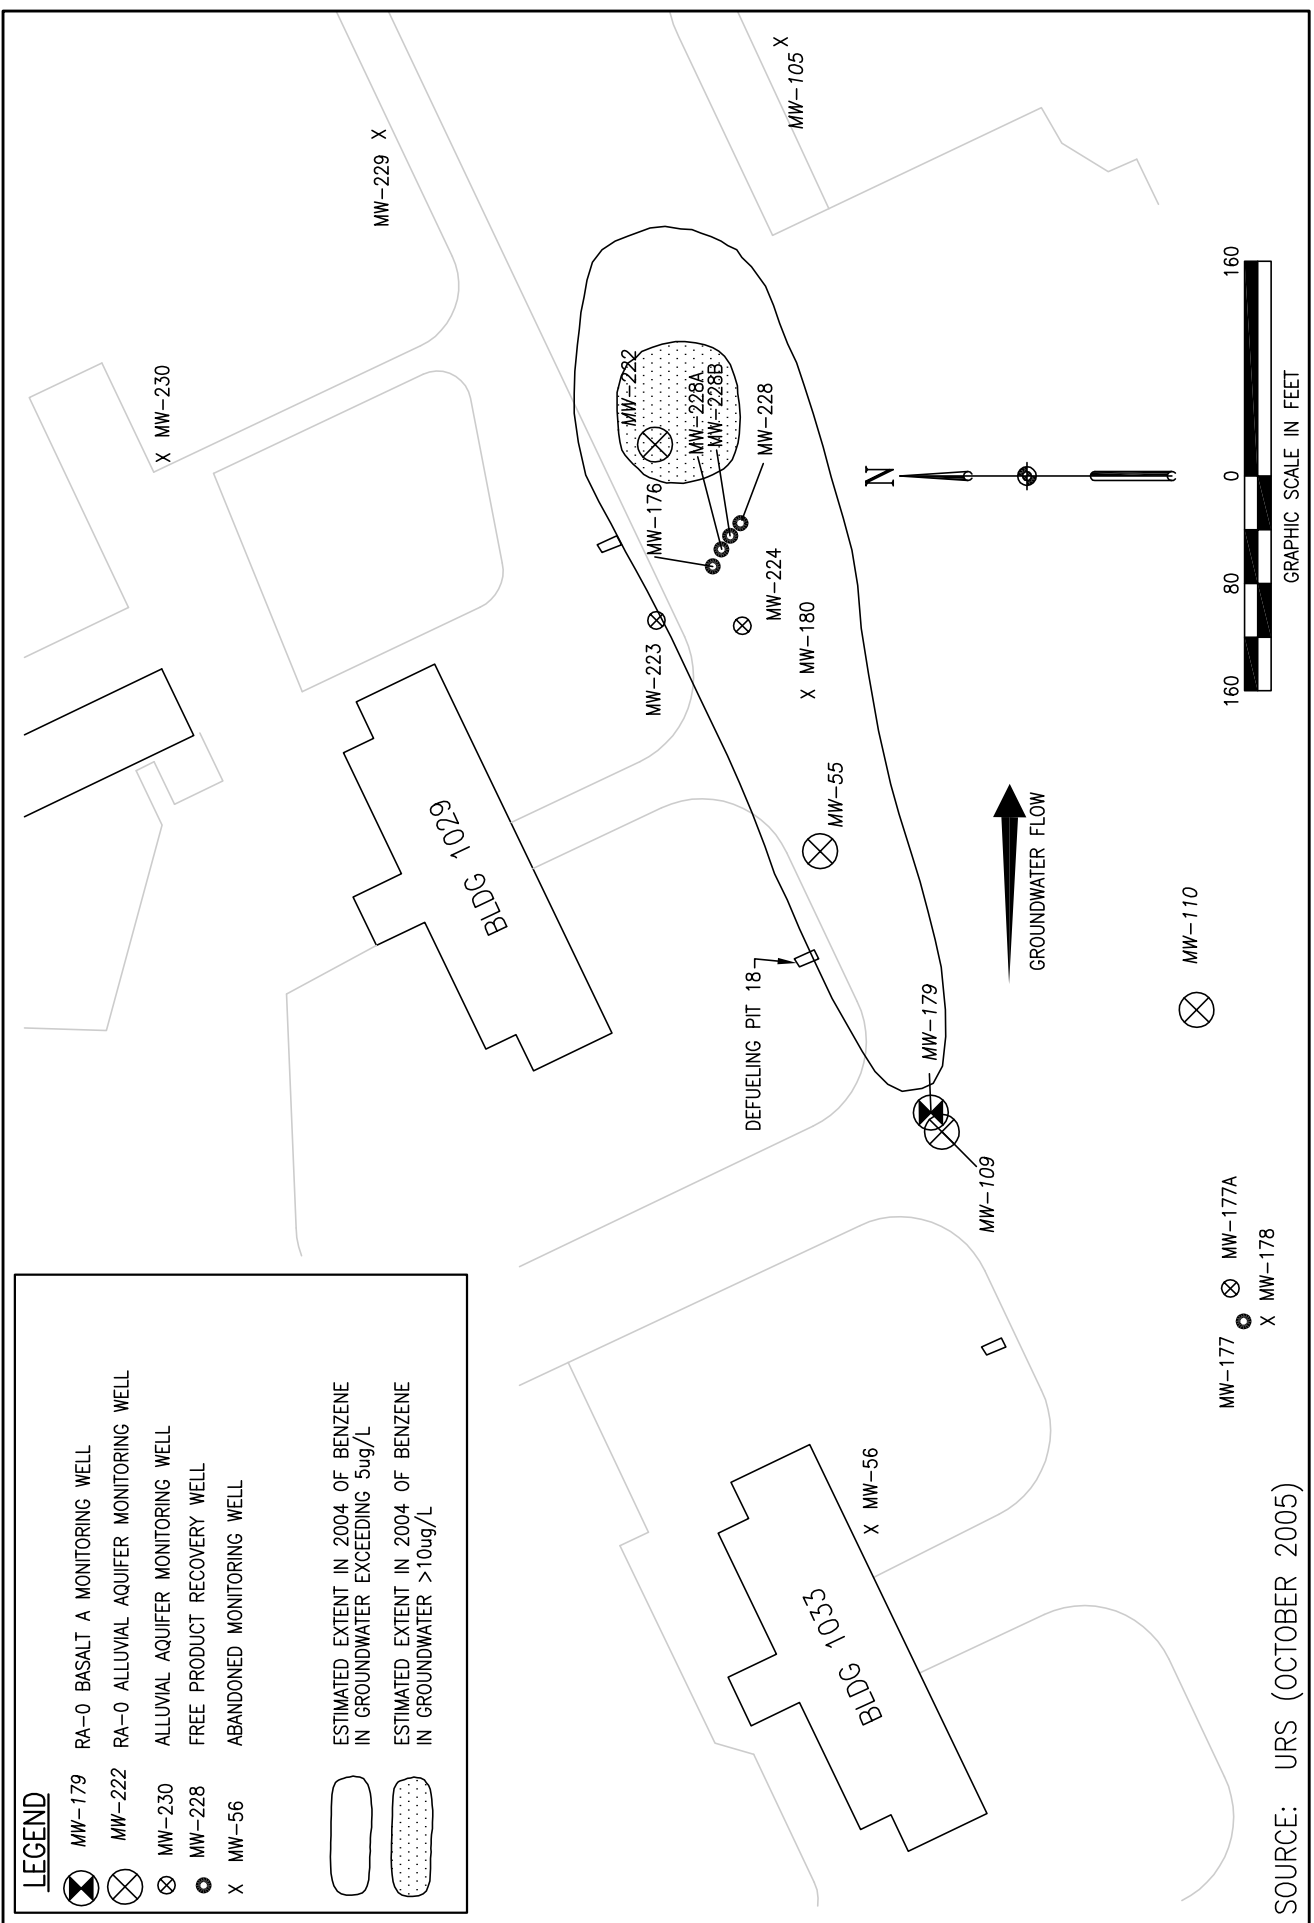 LEGEND
MW-179 RA-O BASALT A MONITORING WELL
MW-222 RA-O ALLUVIAL AQUIFER MONITORING WELL
MW-230 ALLUVIAL AQUIFER MONITORING WELL
MW-228 FREE PRODUCT RECOVERY WELL
X MW-56 ABANDONED MONITORING WELL
ESTIMATED EXTENT IN 2004 OF BENZENE
IN GROUNDWATER EXCEEDING 5ug/L
ESTIMATED EXTENT IN 2004 OF BENZENE
IN GROUNDWATER >10ug/L
X MW-230
MW-229 X
MW-105 X
BLDG 1029
MW-222
MW-228A
MW-228B
MW-228
MW-176
MW-223
MW-224
X MW-180
MW-55
DEFUELING PIT 18
MW-179
MW-109
N
GROUNDWATER FLOW
MW-110
BLDG 1033
X MW-56
MW-177
MW-177A
X MW-178
160 80 0 160
GRAPHIC SCALE IN FEET
SOURCE: URS (OCTOBER 2005)